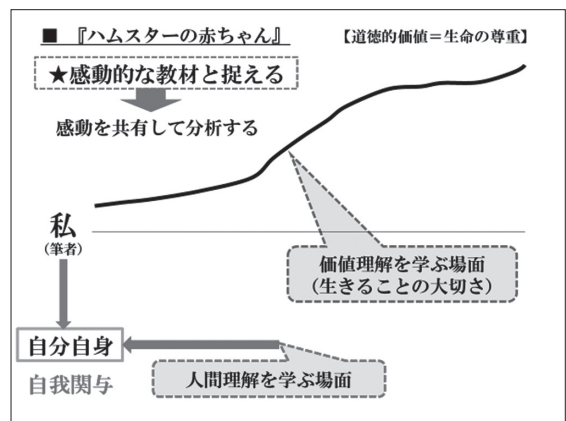 ■ 『ハムスターの赤ちゃん』
【道徳的価値＝生命の尊重】
★感動的な教材と捉える
感動を共有して分析する
私
（筆者）
価値理解を学ぶ場面
（生きることの大切さ）
自分自身
自我関与
人間理解を学ぶ場面